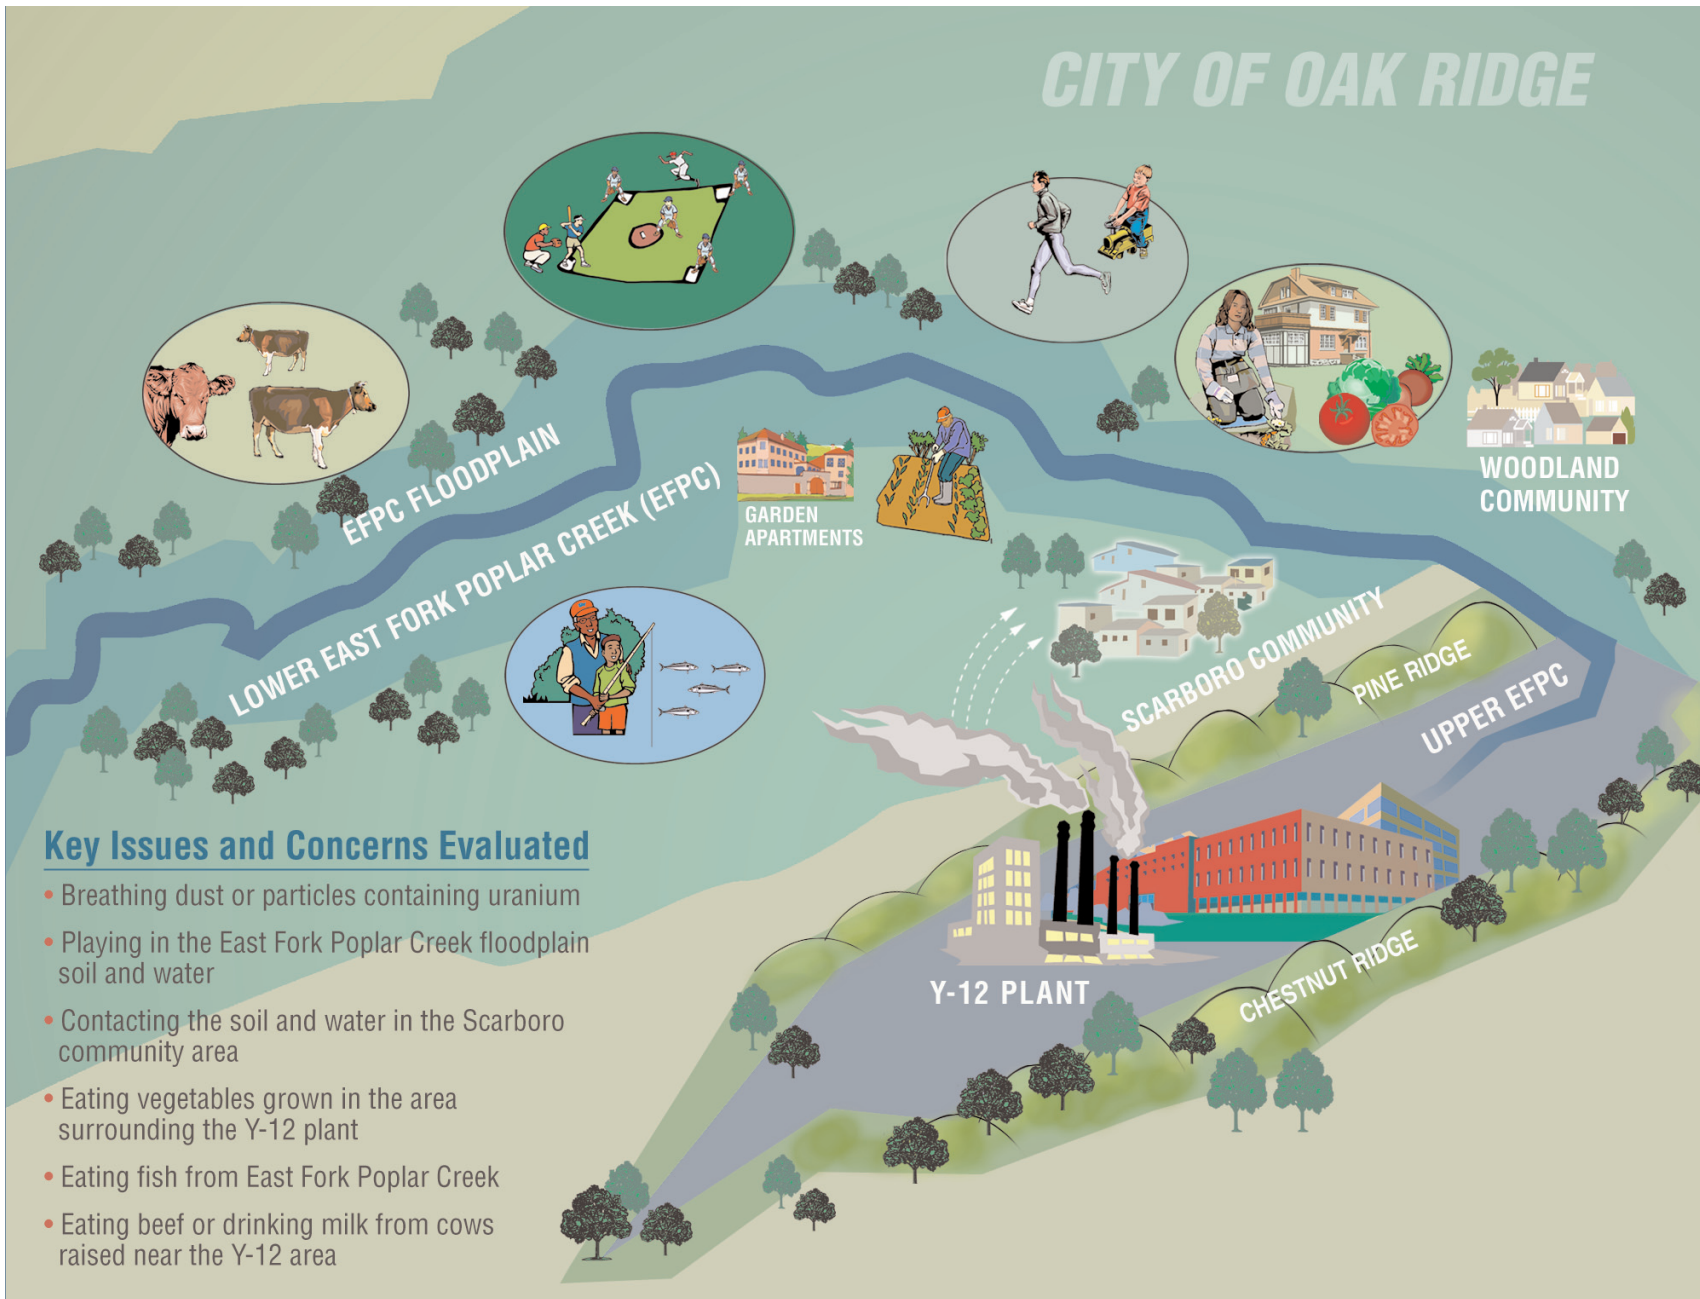 CITY OF OAK RIDGE
EFPC FLOODPLAIN
LOWER EAST FORK POPLAR CREEK (EFPC)
GARDEN
APARTMENTS
WOODLAND
COMMUNITY
SCARBORO COMMUNITY
PINE RIDGE
UPPER EFPC
Y-12 PLANT
CHESTNUT RIDGE
Key Issues and Concerns Evaluated
• Breathing dust or particles containing uranium
• Playing in the East Fork Poplar Creek floodplain
soil and water
• Contacting the soil and water in the Scarboro
community area
• Eating vegetables grown in the area
surrounding the Y-12 plant
• Eating fish from East Fork Poplar Creek
• Eating beef or drinking milk from cows
raised near the Y-12 area